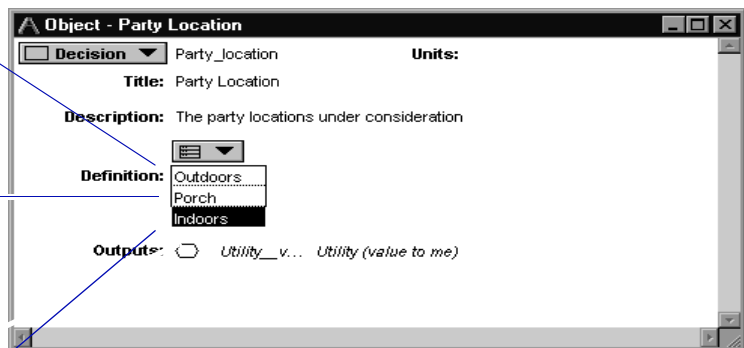 Object - Party Location
Decision Party_location Units:
Title: Party Location
Description: The party locations under consideration
Definition: Outdoors
Porch
Indoors
Outputs: Utility__v... Utility (value to me)